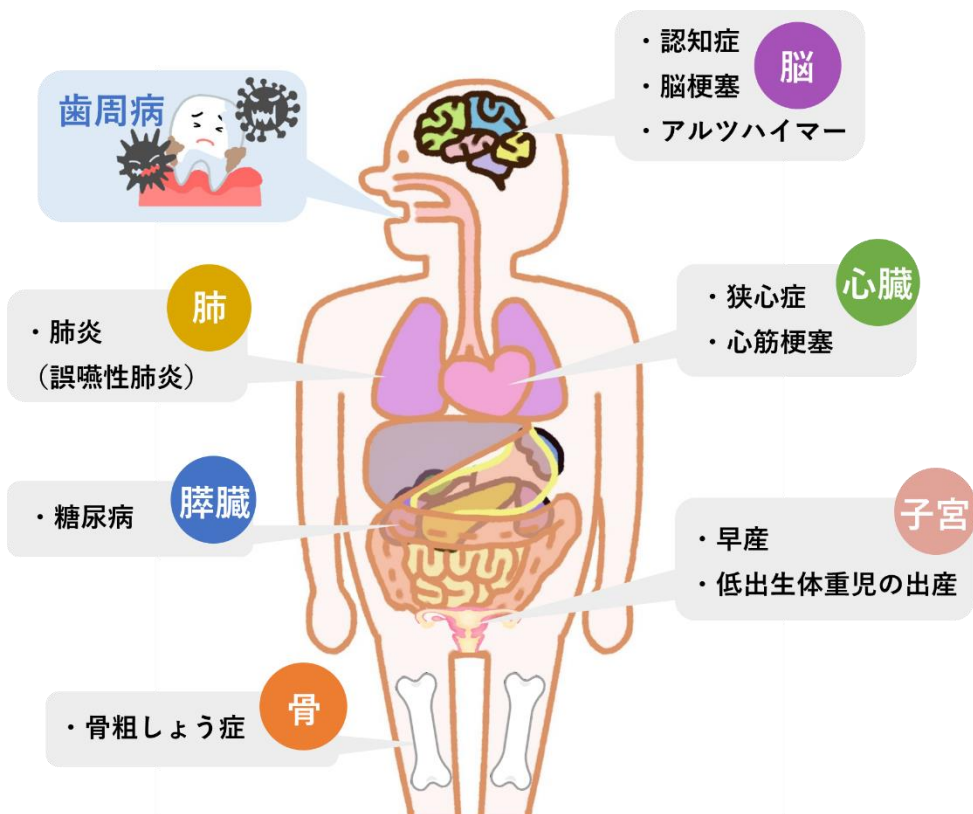 歯周病
脳
・認知症
・脳梗塞
・アルツハイマー
肺
・肺炎
（誤嚥性肺炎）
心臓
・狭心症
・心筋梗塞
膵臓
・糖尿病
子宮
・早産
・低出生体重児の出産
骨
・骨粗しょう症